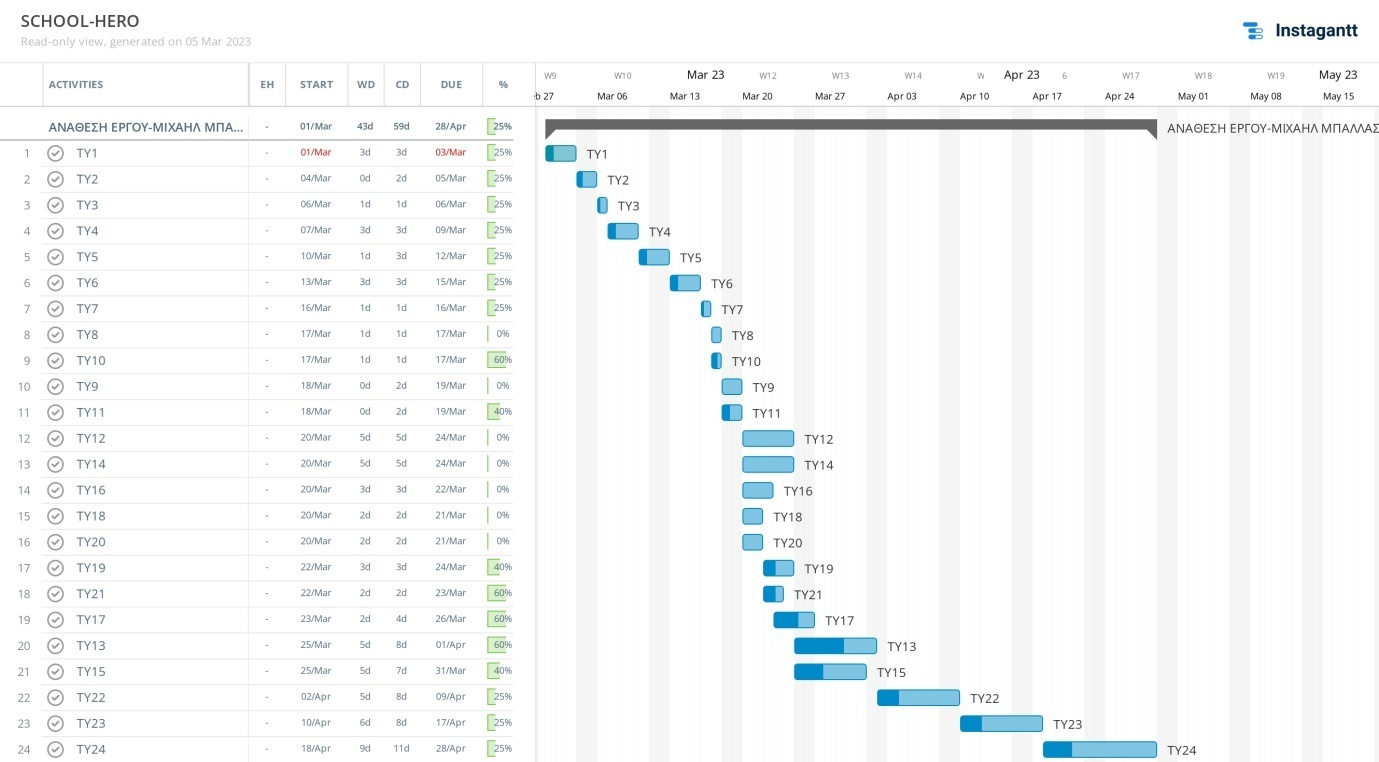 SCHOOL-HERO
Read-only view, generated on 05 Mar 2023
Instagantt
ACTIVITIES EH START WD CD DUE %
W9 W10 Mar 23 W12 W13 W14 W Apr 23 6 W17 W18 W19 May 23
b 27 Mar 06 Mar 13 Mar 20 Mar 27 Apr 03 Apr 10 Apr 17 Apr 24 May 01 May 08 May 15
ΑΝΑΘΕΣΗ ΕΡΓΟΥ-ΜΙΧΑΗΛ ΜΠΑ... - 01/Mar 43d 59d 28/Apr 25% ΑΝΑΘΕΣΗ ΕΡΓΟΥ-ΜΙΧΑΗΛ ΜΠΑΛΛΑΣ
1 TY1 - 01/Mar 3d 3d 03/Mar 25% TY1
2 TY2 - 04/Mar 0d 2d 05/Mar 25% TY2
3 TY3 - 06/Mar 1d 1d 06/Mar 25% TY3
4 TY4 - 07/Mar 3d 3d 09/Mar 25% TY4
5 TY5 - 10/Mar 1d 3d 12/Mar 25% TY5
6 TY6 - 13/Mar 3d 3d 15/Mar 25% TY6
7 TY7 - 16/Mar 1d 1d 16/Mar 25% TY7
8 TY8 - 17/Mar 1d 1d 17/Mar 0% TY8
9 TY10 - 17/Mar 1d 1d 17/Mar 60% TY10
10 TY9 - 18/Mar 0d 2d 19/Mar 0% TY9
11 TY11 - 18/Mar 0d 2d 19/Mar 40% TY11
12 TY12 - 20/Mar 5d 5d 24/Mar 0% TY12
13 TY14 - 20/Mar 5d 5d 24/Mar 0% TY14
14 TY16 - 20/Mar 3d 3d 22/Mar 0% TY16
15 TY18 - 20/Mar 2d 2d 21/Mar 0% TY18
16 TY20 - 20/Mar 2d 2d 21/Mar 0% TY20
17 TY19 - 22/Mar 3d 3d 24/Mar 40% TY19
18 TY21 - 22/Mar 2d 2d 23/Mar 60% TY21
19 TY17 - 23/Mar 2d 4d 26/Mar 60% TY17
20 TY13 - 25/Mar 5d 8d 01/Apr 60% TY13
21 TY15 - 25/Mar 5d 7d 31/Mar 40% TY15
22 TY22 - 02/Apr 5d 8d 09/Apr 25% TY22
23 TY23 - 10/Apr 6d 8d 17/Apr 25% TY23
24 TY24 - 18/Apr 9d 11d 28/Apr 25% TY24